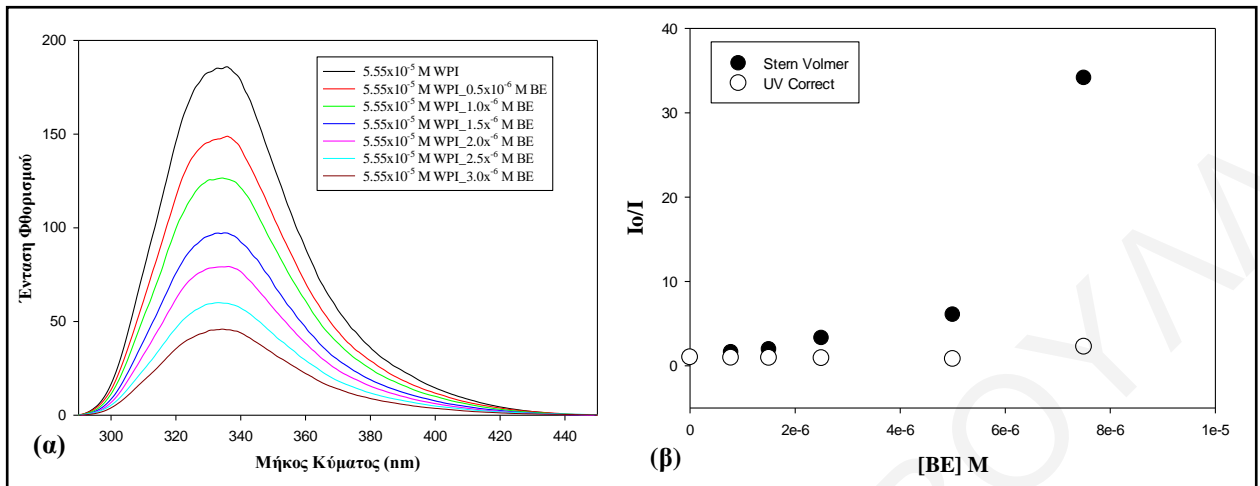 200
150
100
50
0
300
320
340
360
380
400
420
440
Ένταση Φθορισμού
Μήκος Κύματος (nm)
(α)
5.55x10⁻⁵ M WPI
5.55x10⁻⁵ M WPI_0.5x10⁻⁶ M BE
5.55x10⁻⁵ M WPI_1.0x⁻⁶ M BE
5.55x10⁻⁵ M WPI_1.5x⁻⁶ M BE
5.55x10⁻⁵ M WPI_2.0x⁻⁶ M BE
5.55x10⁻⁵ M WPI_2.5x⁻⁶ M BE
5.55x10⁻⁵ M WPI_3.0x⁻⁶ M BE
40
30
20
10
0
0
2e-6
4e-6
6e-6
8e-6
1e-5
Io/I
[BE] M
(β)
Stern Volmer
UV Correct